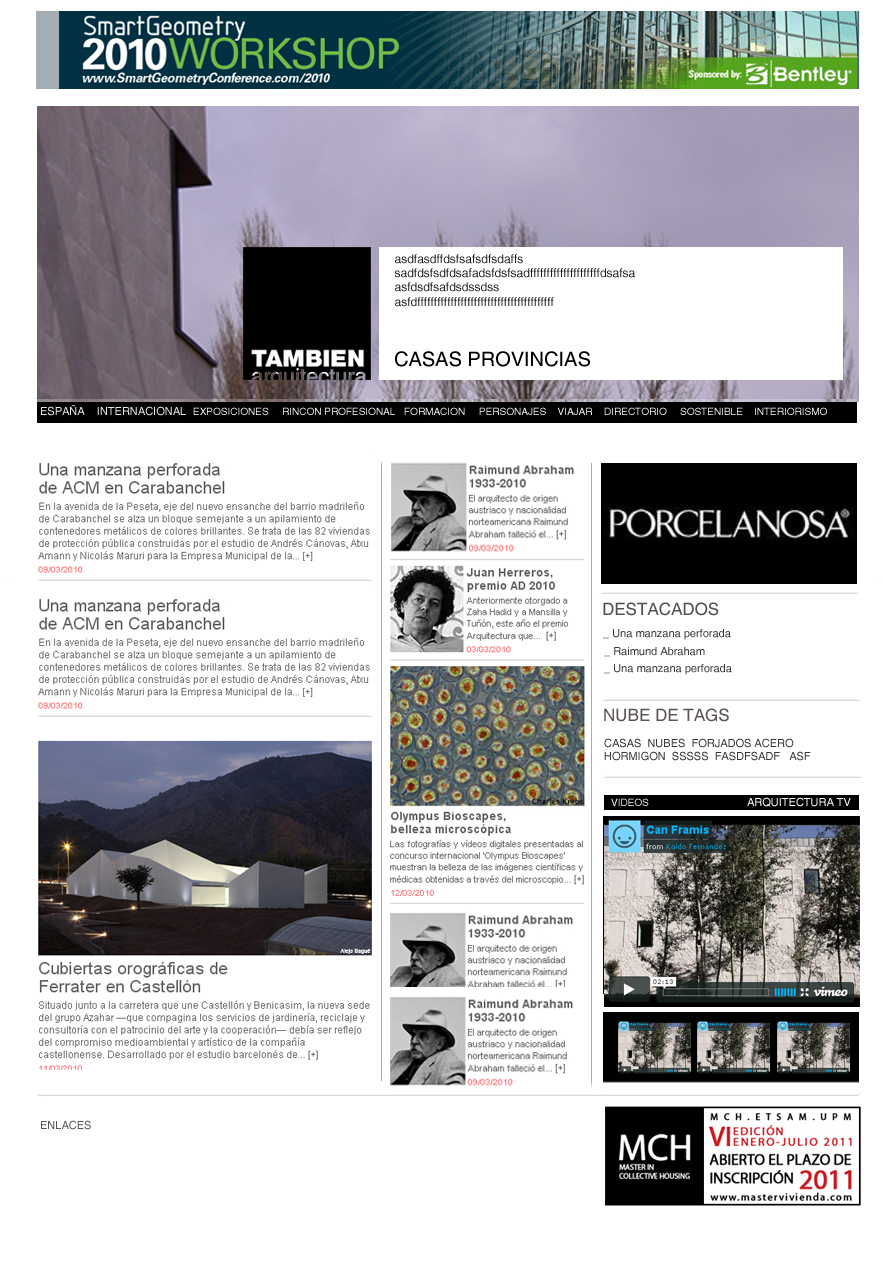 SmartGeometry
2010WORKSHOP
www.SmartGeometryConference.com/2010
Sponsored by: Bentley
TAMBIEN
arquitectura
asdfasdffdsfsafsdfsdaffs
asfdsdfsafdsdssdss
CASAS PROVINCIAS
ESPAÑA INTERNACIONAL EXPOSICIONES RINCON PROFESIONAL FORMACION PERSONAJES VIAJAR DIRECTORIO SOSTENIBLE INTERIORISMO
Una manzana perforada
de ACM en Carabanchel
En la avenida de la Peseta, eje del nuevo ensanche del barrio madrileño
de Carabanchel se alza un bloque semejante a un apilamiento de
contenedores metálicos de colores brillantes. Se trata de las 82 viviendas
de protección pública construidas por el estudio de Andrés Cánovas, Atxu
Amann y Nicolás Maruri para la Empresa Municipal de la... [+]
09/03/2010
Una manzana perforada
de ACM en Carabanchel
En la avenida de la Peseta, eje del nuevo ensanche del barrio madrileño
de Carabanchel se alza un bloque semejante a un apilamiento de
contenedores metálicos de colores brillantes. Se trata de las 82 viviendas
de protección pública construidas por el estudio de Andrés Cánovas, Atxu
Amann y Nicolás Maruri para la Empresa Municipal de la... [+]
09/03/2010
Alejo Bagué
Cubiertas orográficas de
Ferrater en Castellón
Situado junto a la carretera que une Castellón y Benicasim, la nueva sede
del grupo Azahar —que compagina los servicios de jardinería, reciclaje y
consultoría con el patrocinio del arte y la cooperación— debía ser reflejo
del compromiso medioambiental y artístico de la compañía
castellonense. Desarrollado por el estudio barcelonés de... [+]
11/03/2010
Raimund Abraham
1933-2010
El arquitecto de origen
austriaco y nacionalidad
norteamericana Raimund
Abraham falleció el... [+]
09/03/2010
Juan Herreros,
premio AD 2010
Anteriormente otorgado a
Zaha Hadid y a Mansilla y
Tuñón, este año el premio
Arquitectura que... [+]
03/03/2010
Charles Krebs
Olympus Bioscapes,
belleza microscópica
Las fotografías y vídeos digitales presentadas al
concurso internacional 'Olympus Bioscapes'
muestran la belleza de las imágenes científicas y
médicas obtenidas a través del microscopio... [+]
12/03/2010
Raimund Abraham
1933-2010
El arquitecto de origen
austriaco y nacionalidad
norteamericana Raimund
Abraham falleció el... [+]
Raimund Abraham
1933-2010
El arquitecto de origen
austriaco y nacionalidad
norteamericana Raimund
Abraham falleció el... [+]
09/03/2010
PORCELANOSA®
DESTACADOS
_ Una manzana perforada
_ Raimund Abraham
_ Una manzana perforada
NUBE DE TAGS
CASAS NUBES FORJADOS ACERO
HORMIGON SSSSS FASDFSADF ASF
VIDEOS ARQUITECTURA TV
Can Framis
from Koldo Fernandez
02:13
vimeo
ENLACES
MCH
MASTER IN
COLLECTIVE HOUSING
MCH.ETSAM.UPM
VI EDICIÓN
ENERO-JULIO 2011
ABIERTO EL PLAZO DE
INSCRIPCIÓN 2011
www.mastervivienda.com